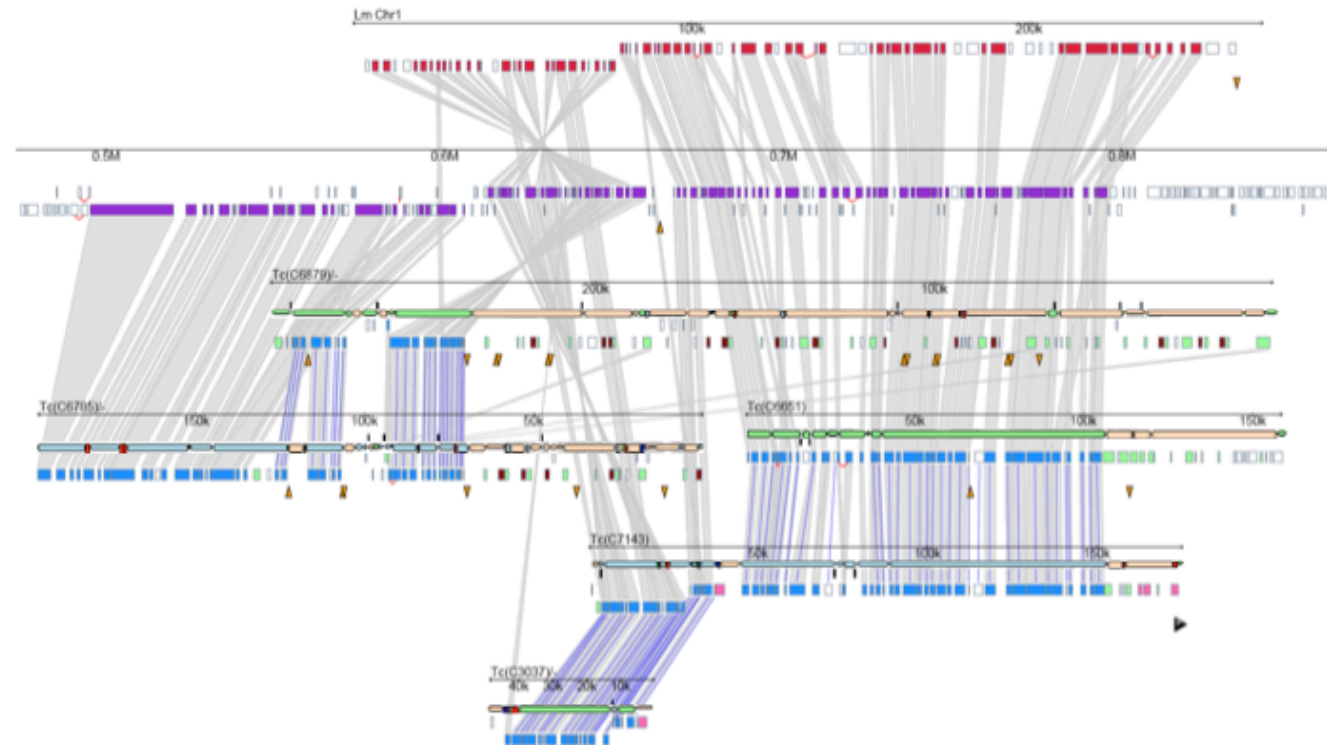 Lm Chr1
100k 200k
0.5M 0.6M 0.7M 0.8M
Tc(C6879)/-
200k 100k
Tc(C6785)/-
150k 100k 50k
Tc(C6651)
50k 100k 150k
Tc(C7143)
50k 100k 150k
Tc(C3037)/-
40k 30k 20k 10k